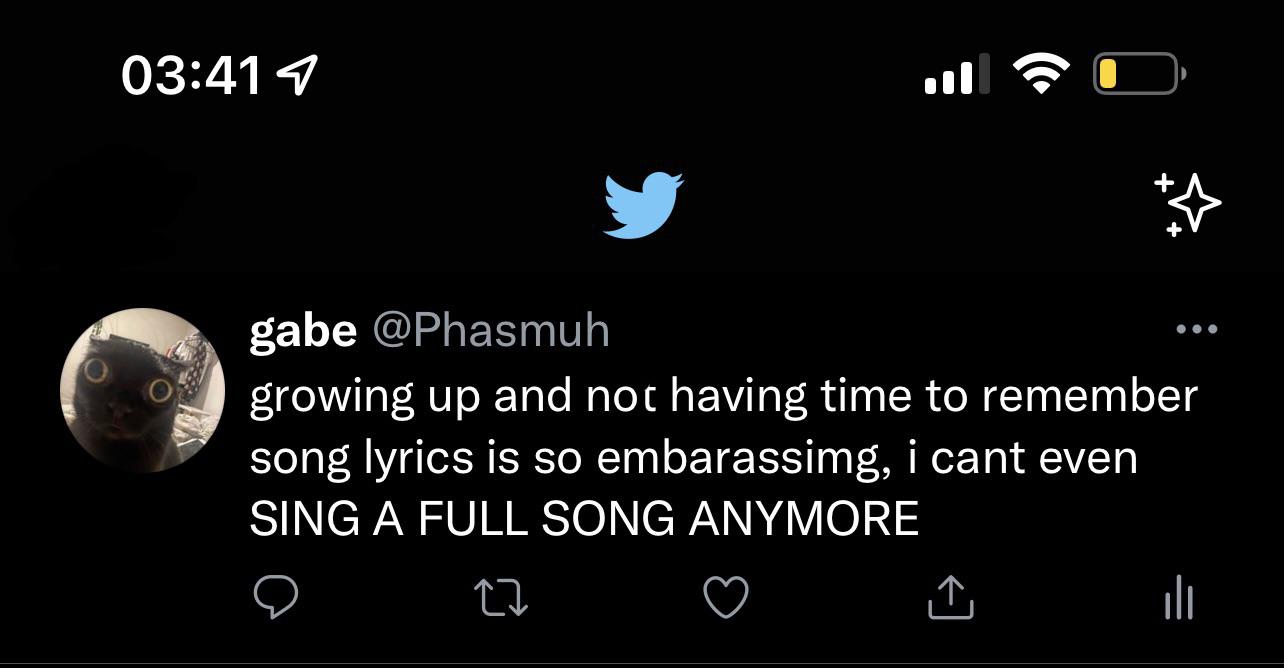 03:41
gabe @Phasmuh
growing up and not having time to remember
song lyrics is so embarassimg, i cant even
SING A FULL SONG ANYMORE